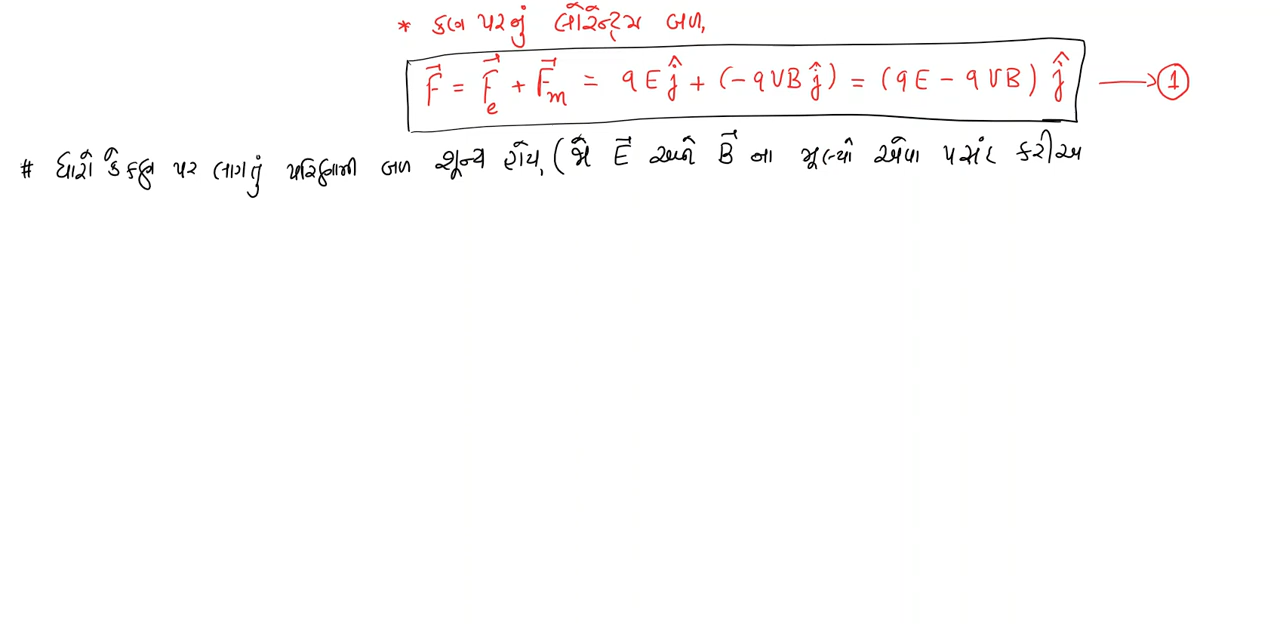 * કણ પરનું લોરેન્ટ્ઝ બળ,
F⃗ = F⃗e + F⃗m = qEĵ + (-qVBĵ) = (qE - qVB) ĵ → ①
# ધારો કે કણ પર લાગતું પરિણામી બળ શૂન્ય હોય, (જો E⃗ અને B⃗ ના મૂલ્યો એવા પસંદ કરીએ